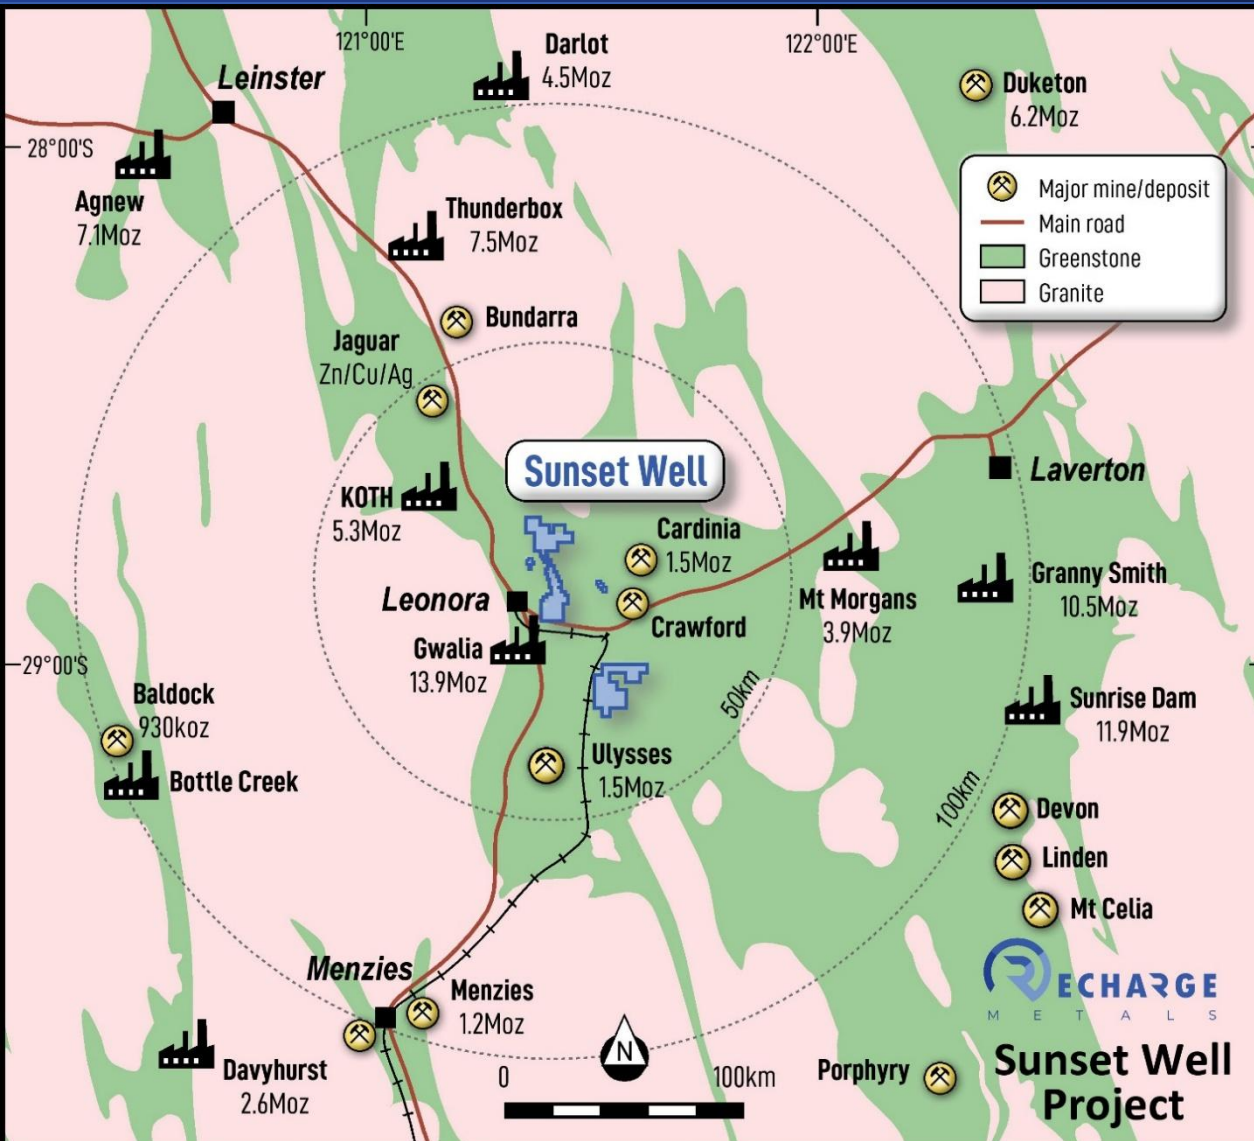 121°00'E
122°00'E
Darlot
4.5Moz
Leinster
Duketon
6.2Moz
28°00'S
Agnew
7.1Moz
Thunderbox
7.5Moz
Major mine/deposit
Main road
Greenstone
Granite
Bundarra
Jaguar
Zn/Cu/Ag
Sunset Well
Laverton
KOTH
5.3Moz
Cardinia
1.5Moz
Leonora
Crawford
Mt Morgans
3.9Moz
Granny Smith
10.5Moz
Gwalia
13.9Moz
29°00'S
Baldock
930koz
Bottle Creek
50km
Sunrise Dam
11.9Moz
Ulysses
1.5Moz
100km
Devon
Linden
Mt Celia
Menzies
Menzies
1.2Moz
RECHARGE
METALS
Davyhurst
2.6Moz
N
0 100km
Porphyry
Sunset Well
Project